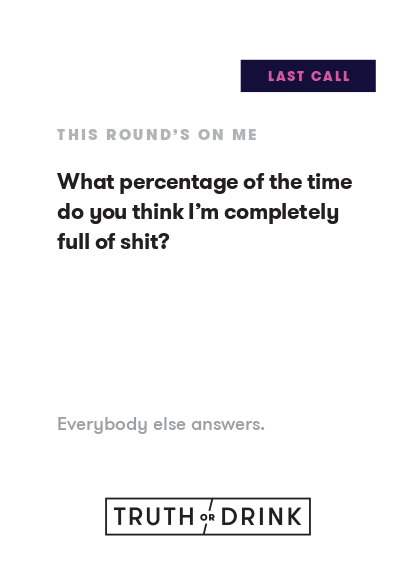 LAST CALL
THIS ROUND’S ON ME
What percentage of the time
do you think I’m completely
full of shit?
Everybody else answers.
TRUTH OR DRINK